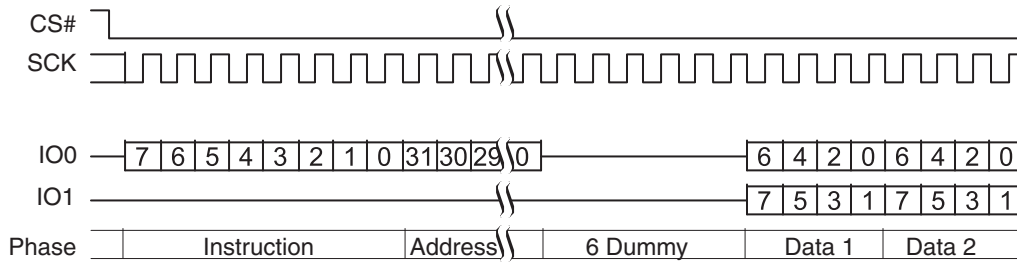 CS#
SCK
IO0 7 6 5 4 3 2 1 0 31 30 29 0 6 4 2 0 6 4 2 0
IO1 7 5 3 1 7 5 3 1
Phase Instruction Address 6 Dummy Data 1 Data 2